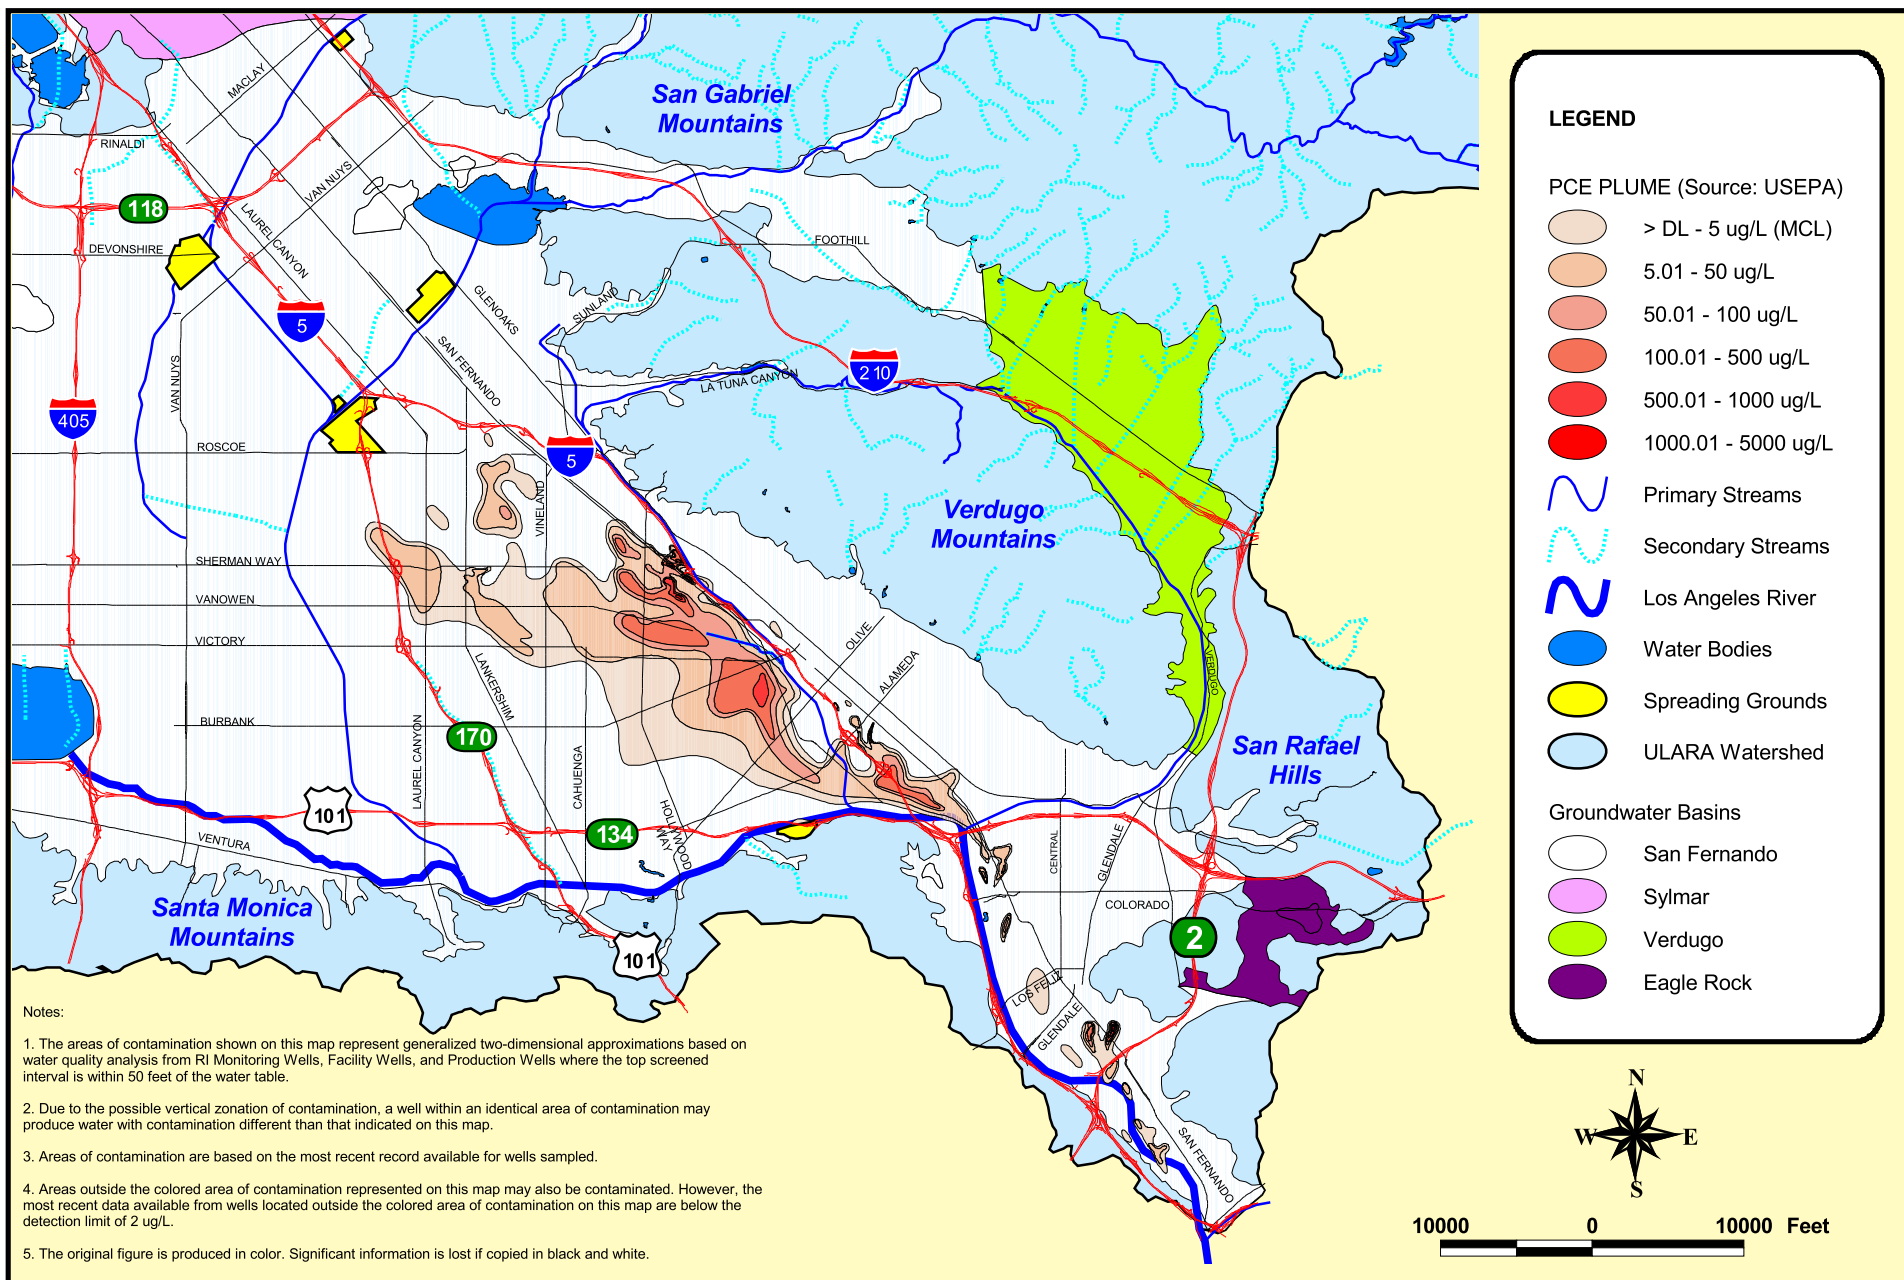 San Gabriel
Mountains
MACLAY
RINALDI
VAN NUYS
118
LAUREL CANYON
DEVONSHIRE
FOOTHILL
GLENOAKS
SUNLAND
5
SAN FERNANDO
VAN NUYS
LA TUNA CANYON
210
405
ROSCOE
5
VINELAND
Verdugo
Mountains
SHERMAN WAY
VANOWEN
VICTORY
OLIVE
ALAMEDA
VERDUGO
LANKERSHIM
BURBANK
170
LAUREL CANYON
CAHUENGA
San Rafael
Hills
101
134
HOLLYWOOD
WAY
VENTURA
CENTRAL
GLENDALE
COLORADO
Santa Monica
Mountains
2
101
LOS FELIZ
GLENDALE
SAN FERNANDO
Notes:
1. The areas of contamination shown on this map represent generalized two-dimensional approximations based on
water quality analysis from RI Monitoring Wells, Facility Wells, and Production Wells where the top screened
interval is within 50 feet of the water table.
2. Due to the possible vertical zonation of contamination, a well within an identical area of contamination may
produce water with contamination different than that indicated on this map.
3. Areas of contamination are based on the most recent record available for wells sampled.
4. Areas outside the colored area of contamination represented on this map may also be contaminated. However, the
most recent data available from wells located outside the colored area of contamination on this map are below the
detection limit of 2 ug/L.
5. The original figure is produced in color. Significant information is lost if copied in black and white.
LEGEND
PCE PLUME (Source: USEPA)
> DL - 5 ug/L (MCL)
5.01 - 50 ug/L
50.01 - 100 ug/L
100.01 - 500 ug/L
500.01 - 1000 ug/L
1000.01 - 5000 ug/L
Primary Streams
Secondary Streams
Los Angeles River
Water Bodies
Spreading Grounds
ULARA Watershed
Groundwater Basins
San Fernando
Sylmar
Verdugo
Eagle Rock
N
W E
S
10000 0 10000 Feet